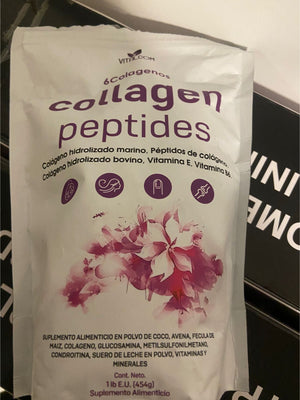 6 Colagenos
collagen
peptides
Colágeno hidrolizado marino, Péptidos de colágeno,
Colágeno hidrolizado bovino, Vitamina E, Vitamina B6
SUPLEMENTO ALIMENTICIO EN POLVO DE COCO, AVENA, FECULA DE
MAIZ, COLAGENO, GLUCOSAMINA, METILSULFONILMETANO,
CONDROITINA, SUERO DE LECHE EN POLVO, VITAMINAS Y
MINERALES
Cont. Neto.
1 lb E.U. (454g)
Suplemento Alimenticio